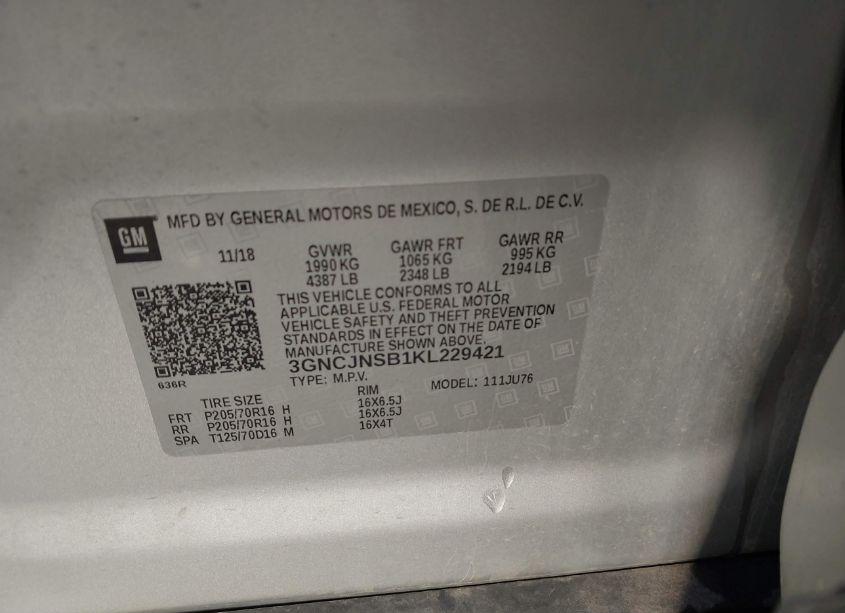 GM
MFD BY GENERAL MOTORS DE MEXICO, S. DE R.L. DE C.V.
11/18 GVWR GAWR FRT GAWR RR
1990 KG 1065 KG 995 KG
4387 LB 2348 LB 2194 LB
THIS VEHICLE CONFORMS TO ALL
APPLICABLE U.S. FEDERAL MOTOR
VEHICLE SAFETY AND THEFT PREVENTION
STANDARDS IN EFFECT ON THE DATE OF
MANUFACTURE SHOWN ABOVE.
3GNCJNSB1KL229421
TYPE: M.P.V. MODEL: 111JU76
636R
TIRE SIZE RIM
FRT P205/70R16 H 16X6.5J
RR P205/70R16 H 16X6.5J
SPA T125/70D16 M 16X4T